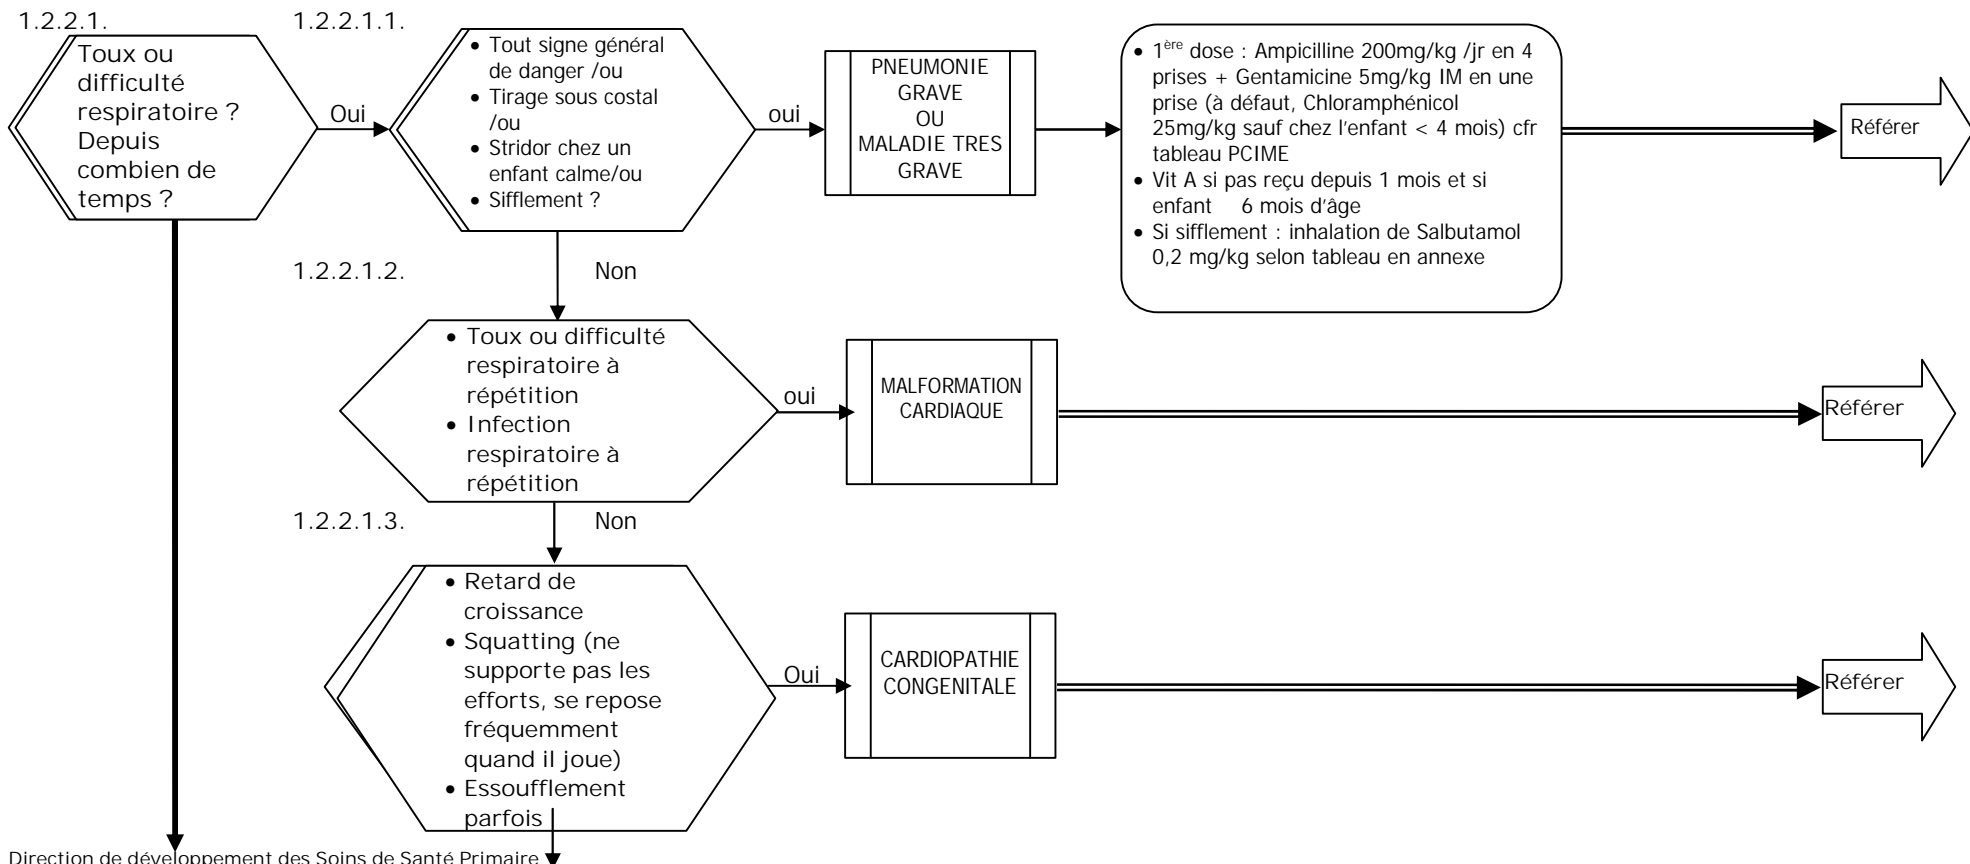 1.2.2.1.
Toux ou
difficulté
respiratoire ?
Depuis
combien de
temps ?
Oui
1.2.2.1.1.
• Tout signe général
de danger /ou
• Tirage sous costal
/ou
• Stridor chez un
enfant calme/ou
• Sifflement ?
oui
PNEUMONIE
GRAVE
OU
MALADIE TRES
GRAVE
• 1ère dose : Ampicilline 200mg/kg /jr en 4
prises + Gentamicine 5mg/kg IM en une
prise (à défaut, Chloramphénicol
25mg/kg sauf chez l'enfant < 4 mois) cfr
tableau PCIME
• Vit A si pas reçu depuis 1 mois et si
enfant 6 mois d'âge
• Si sifflement : inhalation de Salbutamol
0,2 mg/kg selon tableau en annexe
Référer
Non
1.2.2.1.2.
• Toux ou difficulté
respiratoire à
répétition
• Infection
respiratoire à
répétition
oui
MALFORMATION
CARDIAQUE
Référer
Non
1.2.2.1.3.
• Retard de
croissance
• Squatting (ne
supporte pas les
efforts, se repose
fréquemment
quand il joue)
• Essoufflement
parfois
Oui
CARDIOPATHIE
CONGENITALE
Référer
Direction de développement des Soins de Santé Primaire